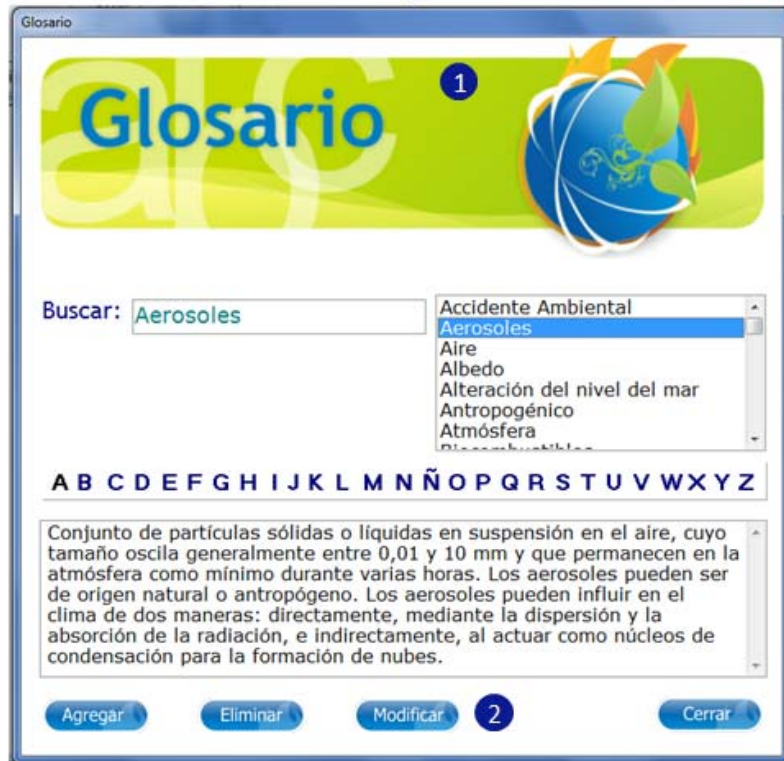 Glosario
abc
Glosario
1
Buscar:
Aerosoles
Accidente Ambiental
Aerosoles
Aire
Albedo
Alteración del nivel del mar
Antropogénico
Atmósfera
Biocombustibles
A B C D E F G H I J K L M N Ñ O P Q R S T U V W X Y Z
Conjunto de partículas sólidas o líquidas en suspensión en el aire, cuyo
tamaño oscila generalmente entre 0,01 y 10 mm y que permanecen en la
atmósfera como mínimo durante varias horas. Los aerosoles pueden ser
de origen natural o antropógeno. Los aerosoles pueden influir en el
clima de dos maneras: directamente, mediante la dispersión y la
absorción de la radiación, e indirectamente, al actuar como núcleos de
condensación para la formación de nubes.
Agregar
Eliminar
Modificar
2
Cerrar